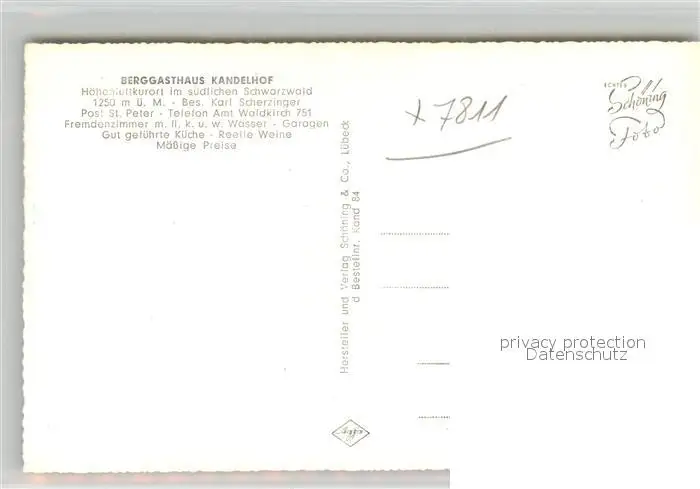 BERGGASTHAUS KANDELHOF
Höhenluftkurort im südlichen Schwarzwald
1250 m ü. M. - Bes. Karl Scherzinger
Post St. Peter - Telefon Amt Waldkirch 751
Fremdenzimmer m. fl. k. u. w. Wasser - Garagen
Gut geführte Küche - Reelle Weine
Mäßige Preise
x 7811
ECHTES
Schöning
Foto
Hersteller und Verlag Schöning & Co., Lübeck
d Bestellnr. Kand 84
Agfa
privacy protection
Datenschutz